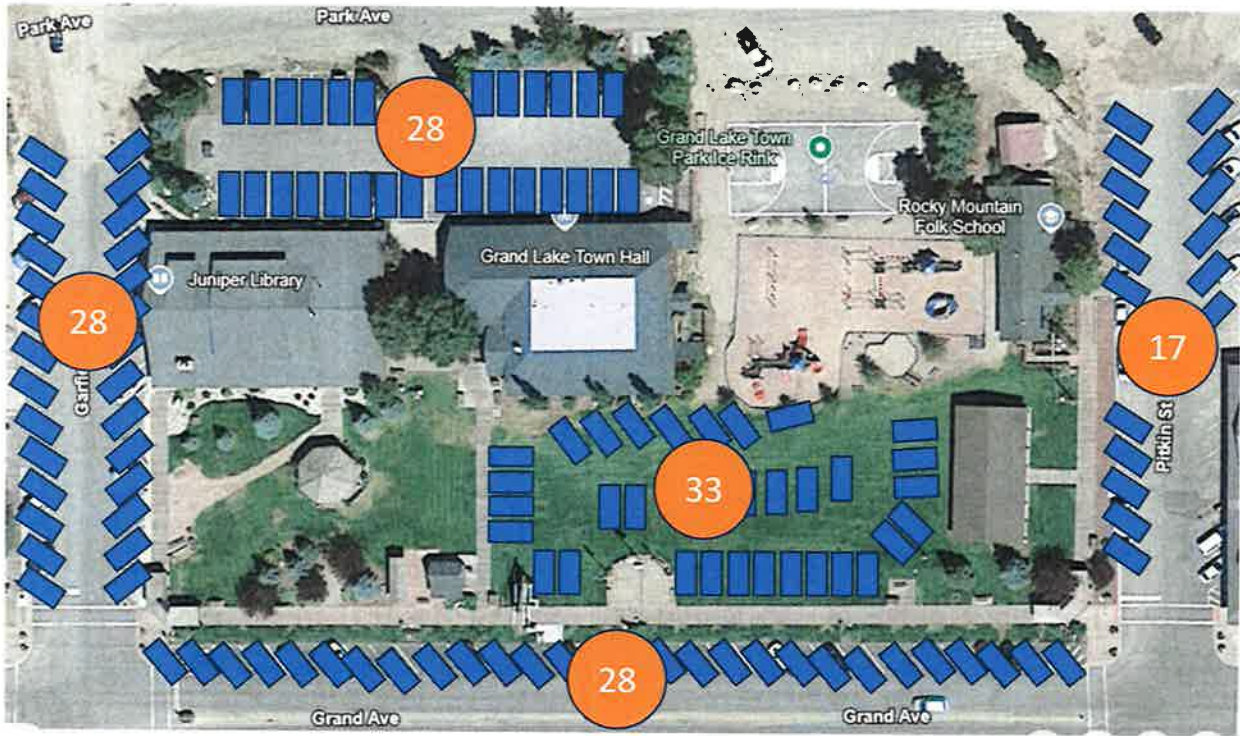 Park Ave
Park Ave
28
Grand Lake Town
Park Ice Rink
Rocky Mountain
Folk School
Grand Lake Town Hall
Juniper Library
28
17
Pitkin St
33
28
Grand Ave
Grand Ave